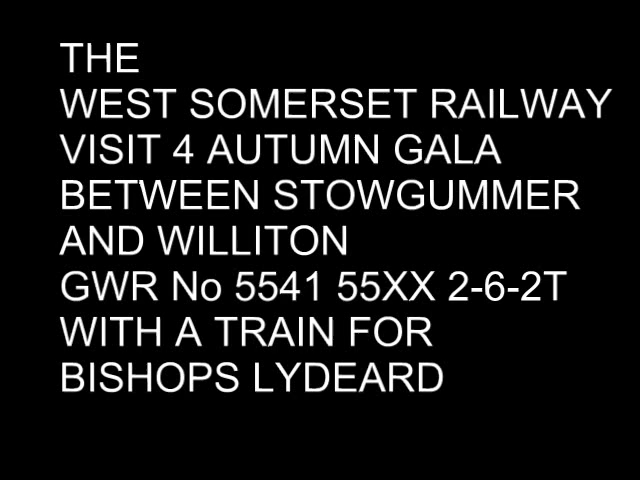 THE
WEST SOMERSET RAILWAY
VISIT 4 AUTUMN GALA
BETWEEN STOWGUMMER
AND WILLITON
GWR No 5541 55XX 2-6-2T
WITH A TRAIN FOR
BISHOPS LYDEARD